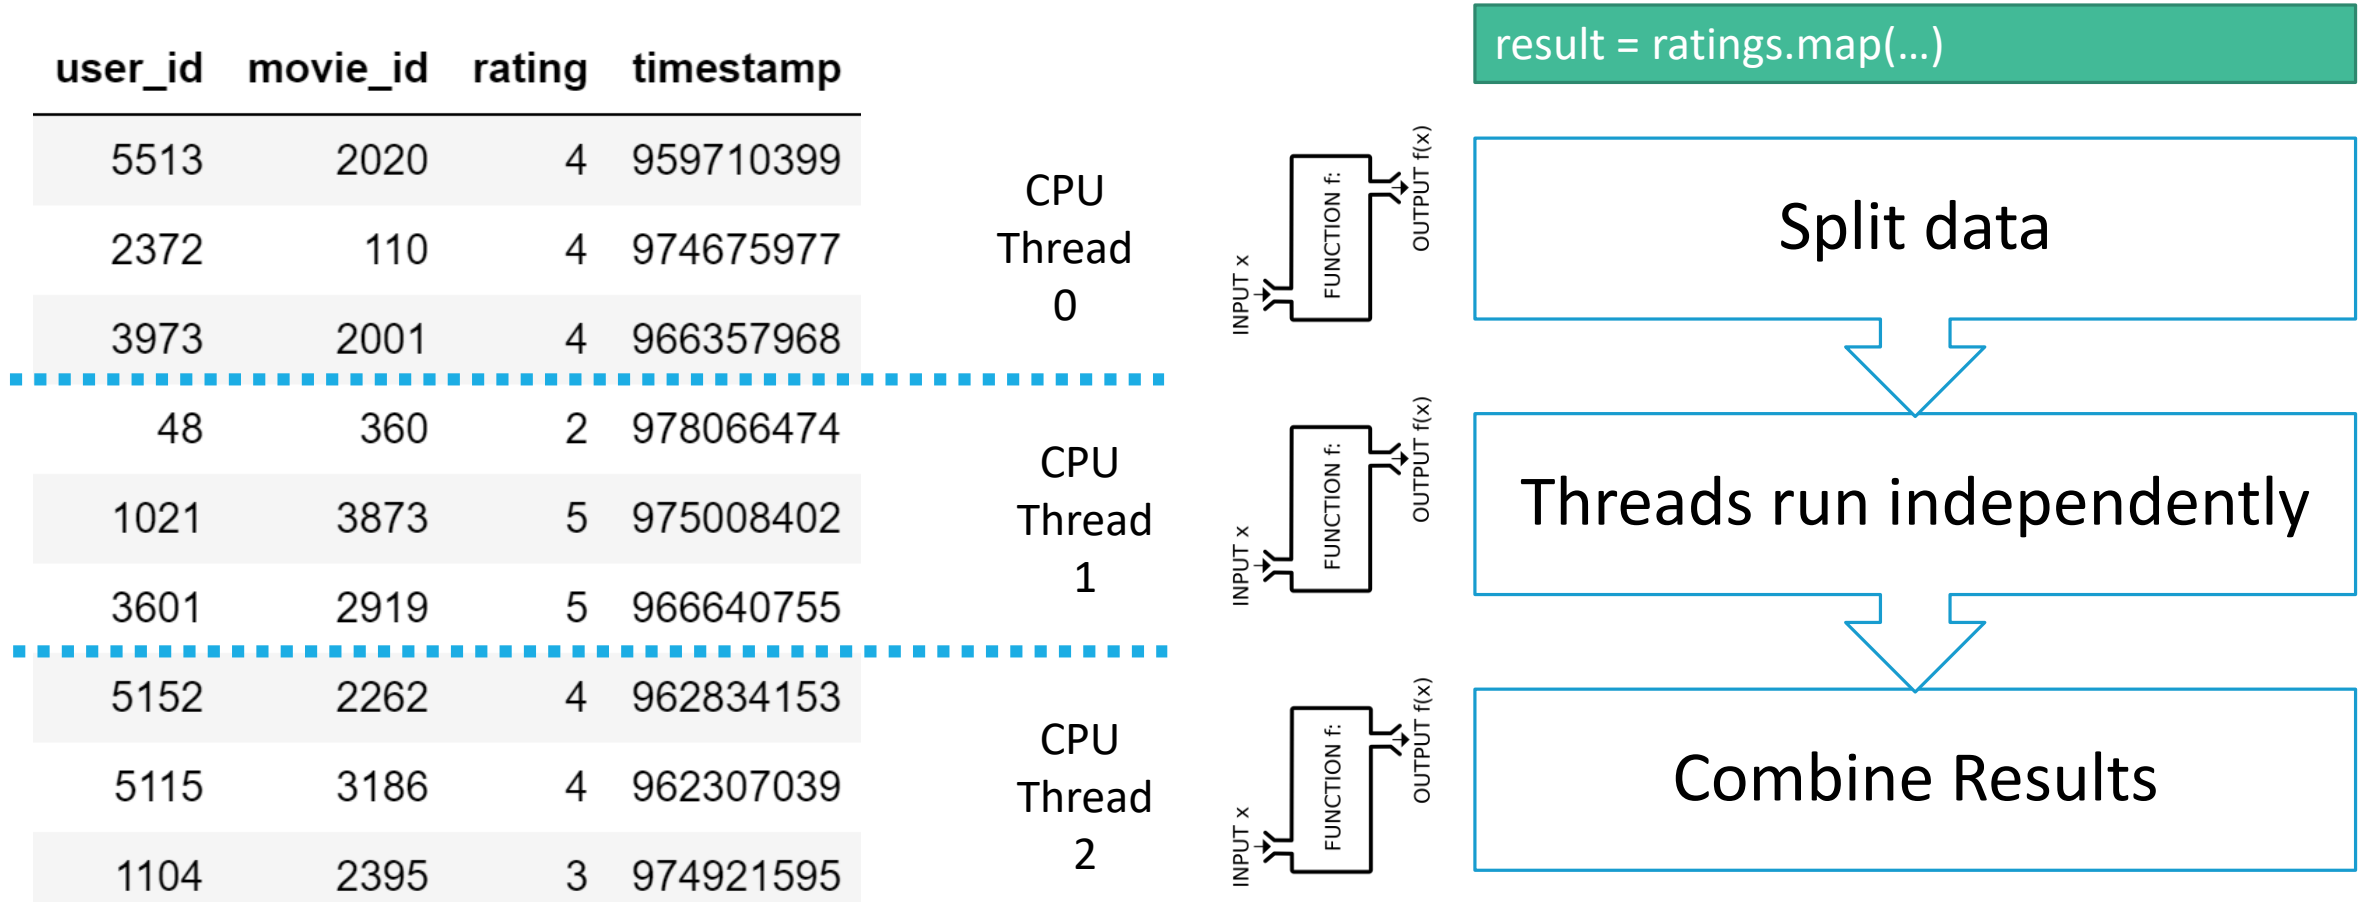 user_id movie_id rating timestamp
5513 2020 4 959710399
2372 110 4 974675977
3973 2001 4 966357968
48 360 2 978066474
1021 3873 5 975008402
3601 2919 5 966640755
5152 2262 4 962834153
5115 3186 4 962307039
1104 2395 3 974921595
CPU
Thread
0
CPU
Thread
1
CPU
Thread
2
INPUT x
FUNCTION f:
OUTPUT f(x)
INPUT x
FUNCTION f:
OUTPUT f(x)
INPUT x
FUNCTION f:
OUTPUT f(x)
result = ratings.map(…)
Split data
Threads run independently
Combine Results